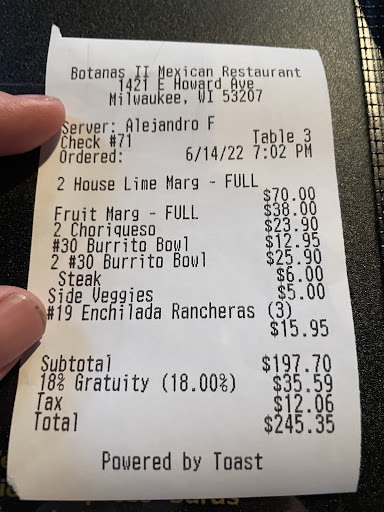 Botanas II Mexican Restaurant
1421 E Howard Ave
Milwaukee, WI 53207
Server: Alejandro F
Check #71 Table 3
Ordered: 6/14/22 7:02 PM
2 House Lime Marg - FULL
$70.00
Fruit Marg - FULL $38.00
2 Choriqueso $23.90
#30 Burrito Bowl $12.95
2 #30 Burrito Bowl $25.90
Steak $6.00
Side Veggies $5.00
#19 Enchilada Rancheras (3)
$15.95
Subtotal $197.70
18% Gratuity (18.00%) $35.59
Tax $12.06
Total $245.35
Powered by Toast